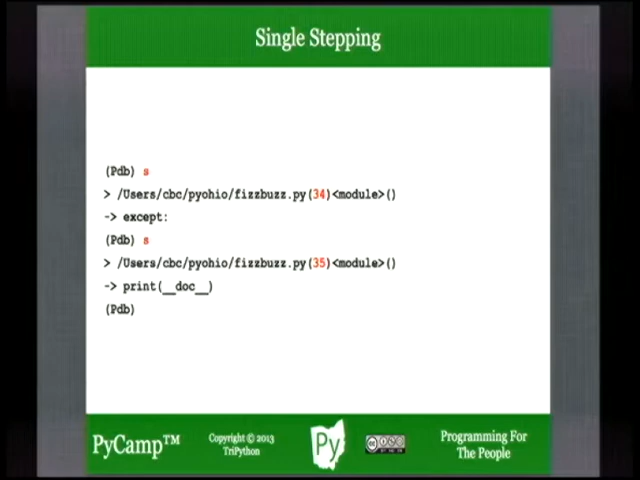 Single Stepping
(Pdb) s
> /Users/cbc/pyohio/fizzbuzz.py(34)<module>()
-> except:
(Pdb) s
> /Users/cbc/pyohio/fizzbuzz.py(35)<module>()
-> print(__doc__)
(Pdb)
PyCamp™
Copyright © 2013
TriPython
Py
Programming For
The People